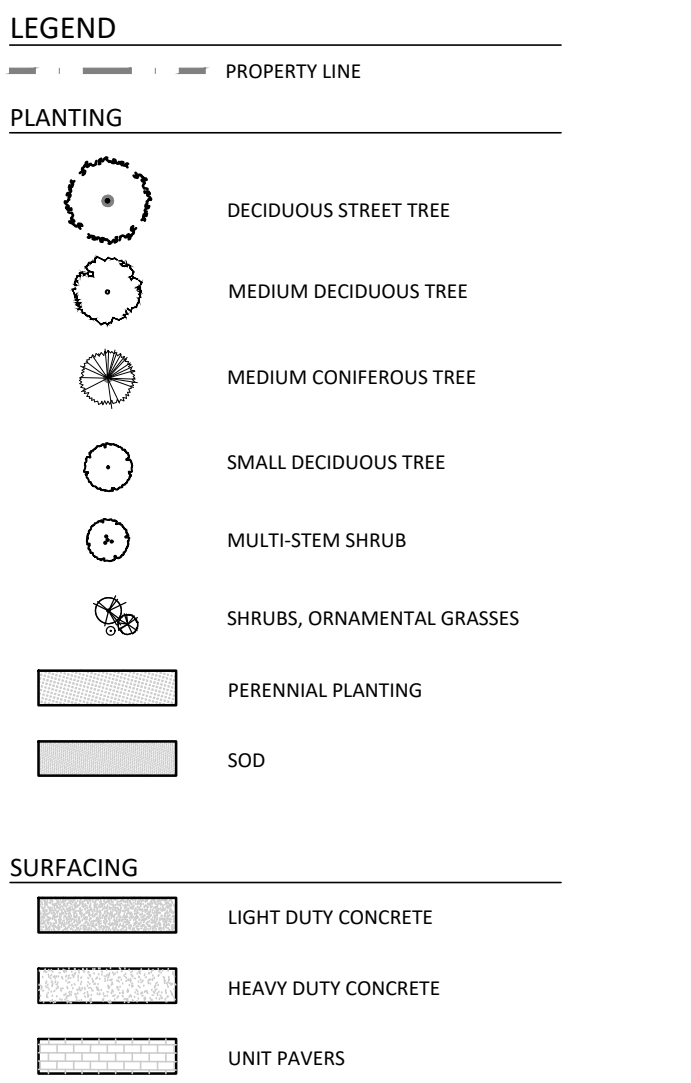 LEGEND
PROPERTY LINE
PLANTING
DECIDUOUS STREET TREE
MEDIUM DECIDUOUS TREE
MEDIUM CONIFEROUS TREE
SMALL DECIDUOUS TREE
MULTI-STEM SHRUB
SHRUBS, ORNAMENTAL GRASSES
PERENNIAL PLANTING
SOD
SURFACING
LIGHT DUTY CONCRETE
HEAVY DUTY CONCRETE
UNIT PAVERS